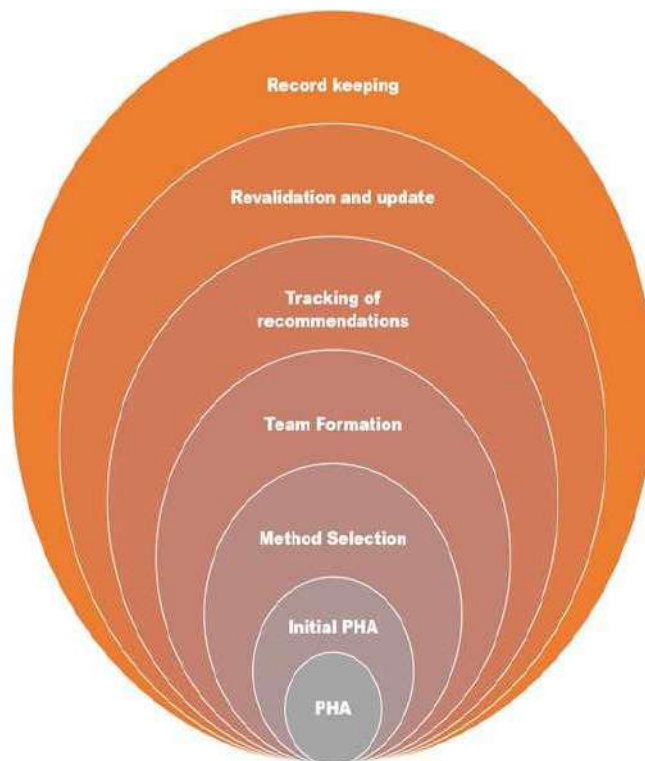 Record keeping
Revalidation and update
Tracking of
recommendations
Team Formation
Method Selection
Initial PHA
PHA